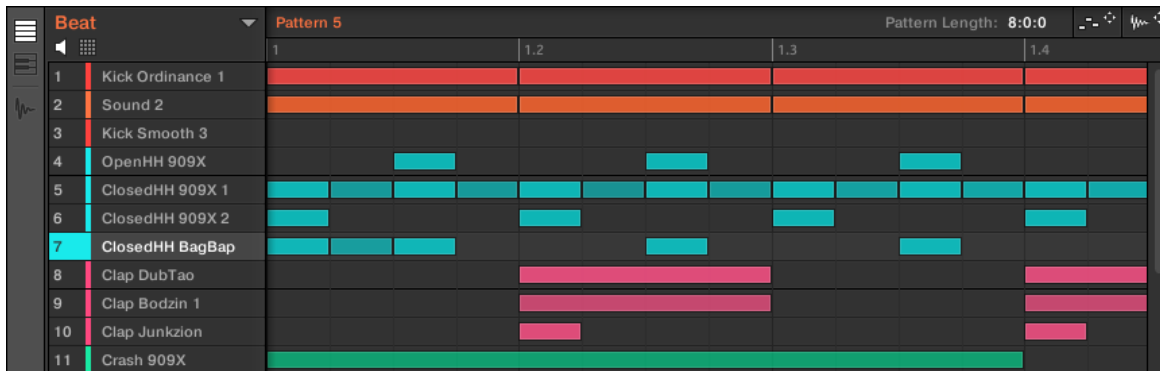 Beat
Pattern 5
Pattern Length: 8:0:0
1 1.2 1.3 1.4
1 Kick Ordinance 1
2 Sound 2
3 Kick Smooth 3
4 OpenHH 909X
5 ClosedHH 909X 1
6 ClosedHH 909X 2
7 ClosedHH BagBap
8 Clap DubTao
9 Clap Bodzin 1
10 Clap Junkzion
11 Crash 909X